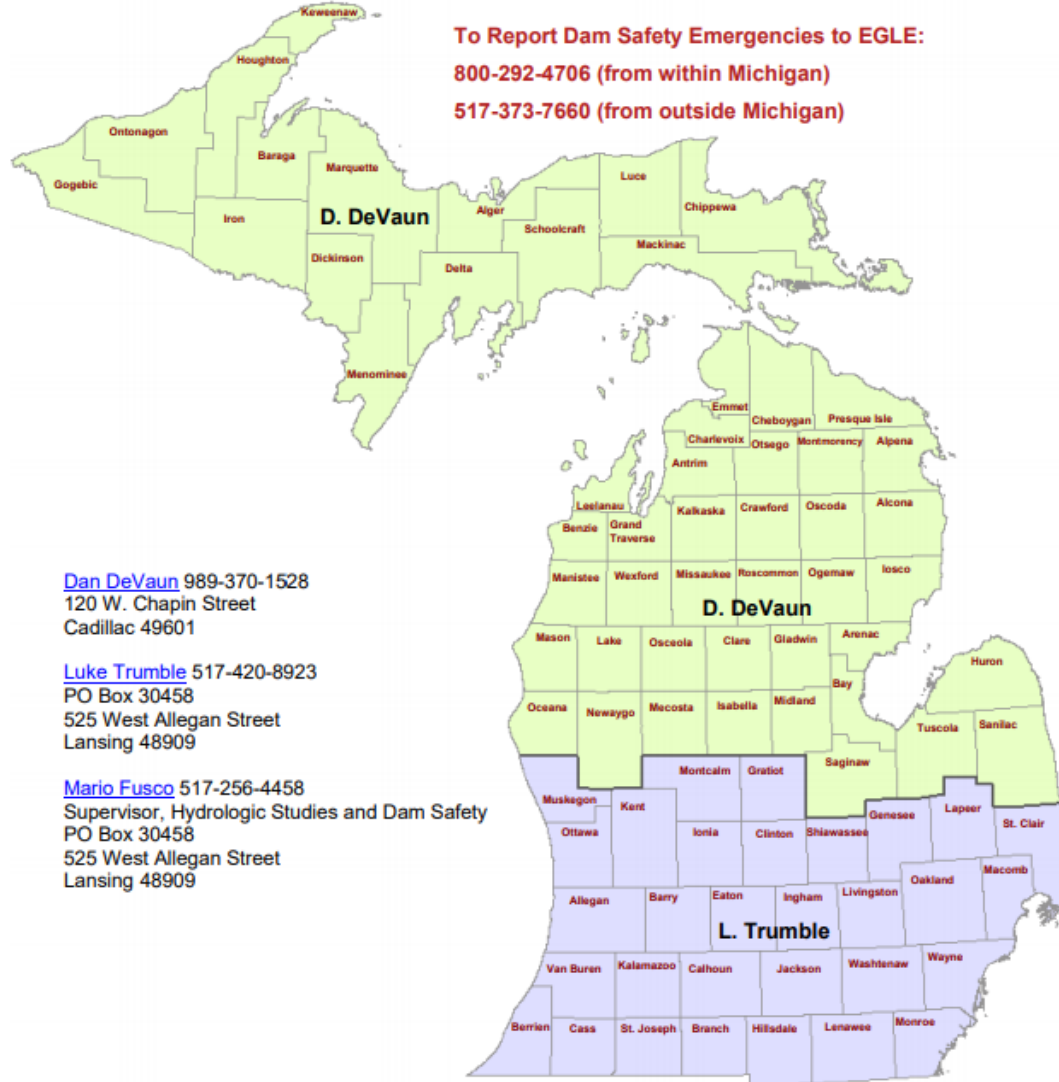 Keweenaw
To Report Dam Safety Emergencies to EGLE:
800-292-4706 (from within Michigan)
517-373-7660 (from outside Michigan)
Houghton
Ontonagon
Baraga
Marquette
Gogebic
Luce
Chippewa
Iron
D. DeVaun
Alger
Schoolcraft
Mackinac
Dickinson
Delta
Menominee
Emmet
Cheboygan
Presque Isle
Charlevoix
Otsego
Montmorency
Alpena
Antrim
Leelanau
Kalkaska
Crawford
Oscoda
Alcona
Benzie
Grand
Traverse
Manistee
Wexford
Missaukee
Roscommon
Ogemaw
Iosco
D. DeVaun
Mason
Lake
Osceola
Clare
Gladwin
Arenac
Huron
Bay
Oceana
Newaygo
Mecosta
Isabella
Midland
Tuscola
Sanilac
Saginaw
Dan DeVaun 989-370-1528
120 W. Chapin Street
Cadillac 49601
Luke Trumble 517-420-8923
PO Box 30458
525 West Allegan Street
Lansing 48909
Mario Fusco 517-256-4458
Supervisor, Hydrologic Studies and Dam Safety
PO Box 30458
525 West Allegan Street
Lansing 48909
Montcalm
Gratiot
Muskegon
Kent
Genesee
Lapeer
St. Clair
Ottawa
Ionia
Clinton
Shiawassee
Allegan
Barry
Eaton
Ingham
Livingston
Oakland
Macomb
L. Trumble
Van Buren
Kalamazoo
Calhoun
Jackson
Washtenaw
Wayne
Berrien
Cass
St. Joseph
Branch
Hillsdale
Lenawee
Monroe